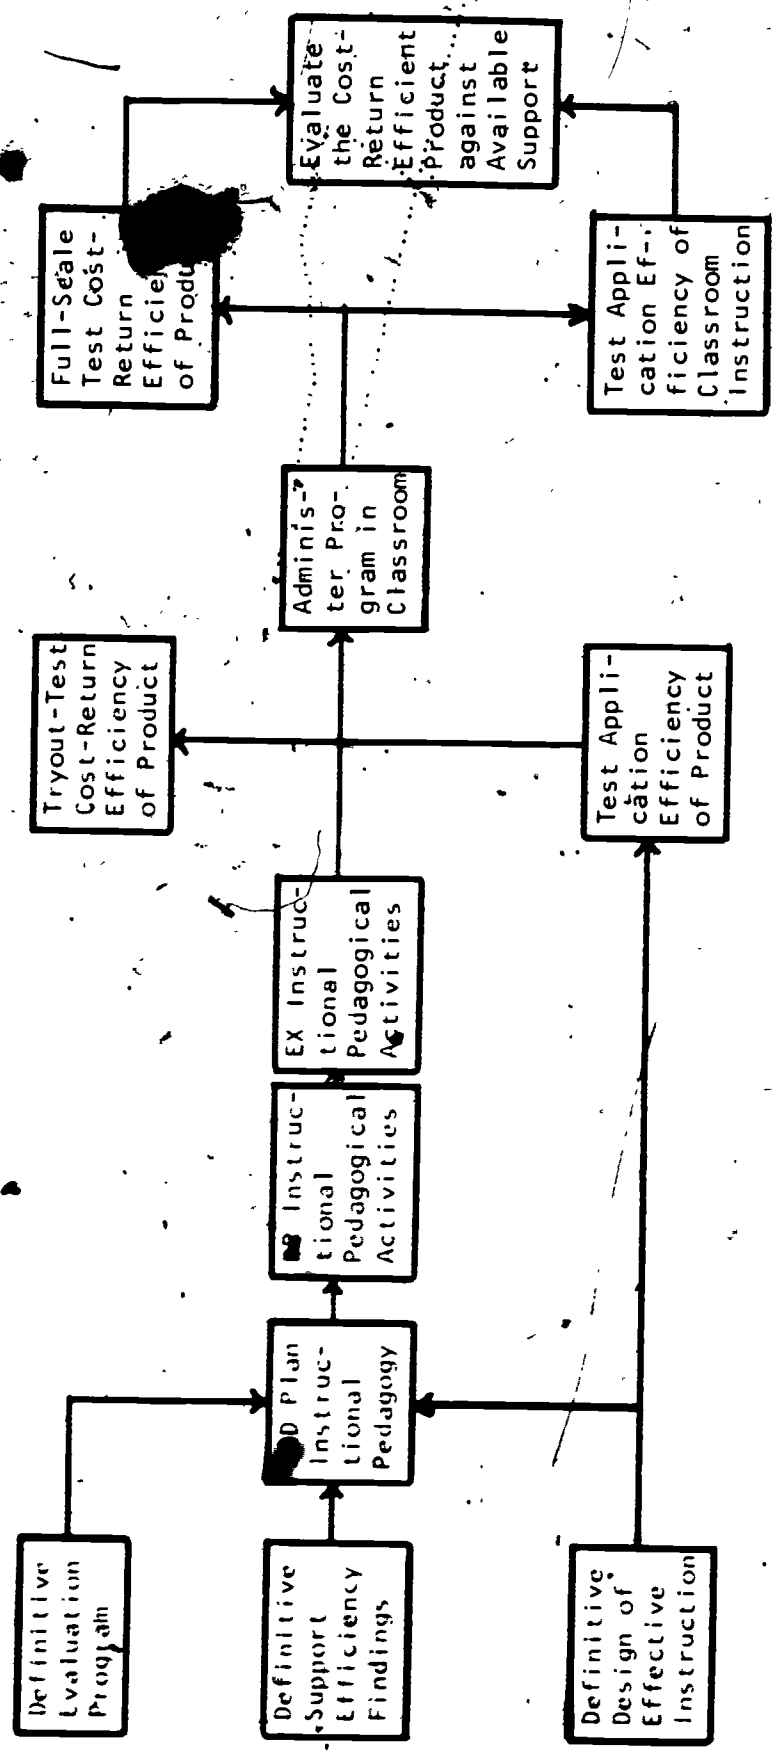 Definitive
Evaluation
Program
Definitive
Support
Efficiency
Findings
Definitive
Design of
Effective
Instruction
D Plan
Instruc-
tional
Pedagogy
Instruc-
tional
Pedagogical
Activities
EX Instruc-
tional
Pedagogical
Activities
Tryout-Test
Cost-Return
Efficiency
of Product
Test Appli-
cation
Efficiency
of Product
Adminis-
ter Pro-
gram in
Classroom
Full-Scale
Test Cost-
Return
of
Test Appli-
cation Ef-
ficiency of
Classroom
Instruction
Evaluate
the Cost-
Return
Efficient
Product
against
Available
Support